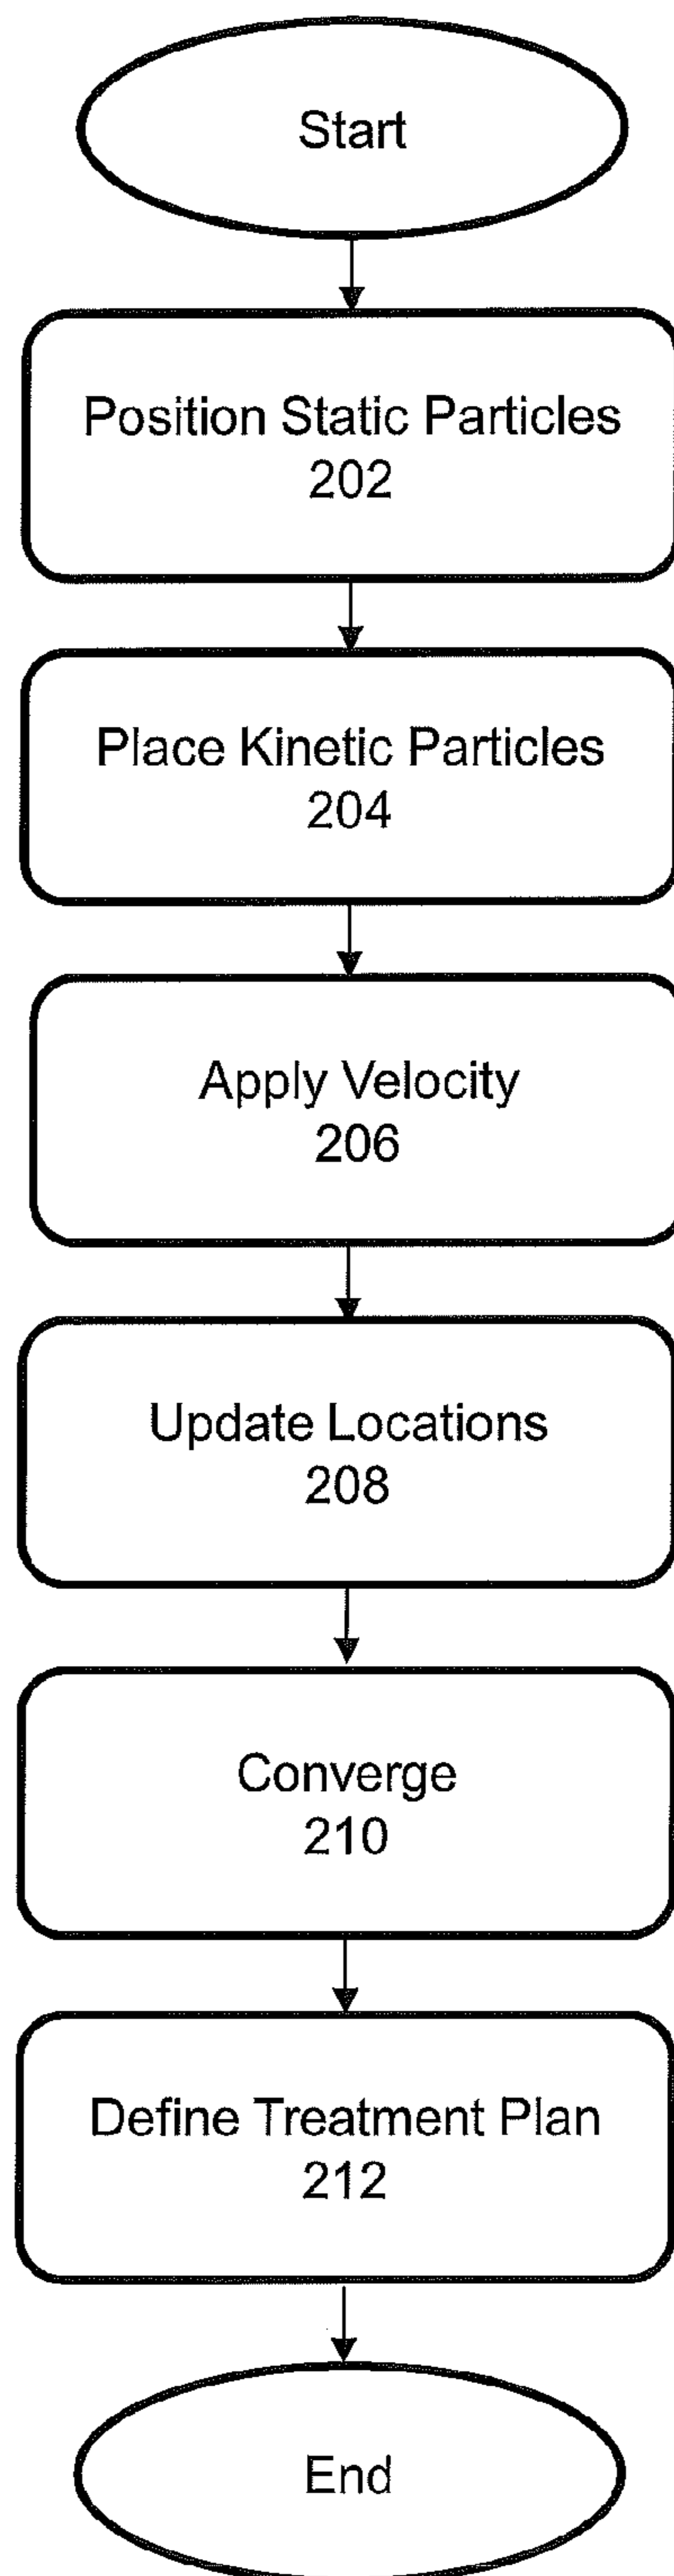 Start
Position Static Particles
202
Place Kinetic Particles
204
Apply Velocity
206
Update Locations
208
Converge
210
Define Treatment Plan
212
End